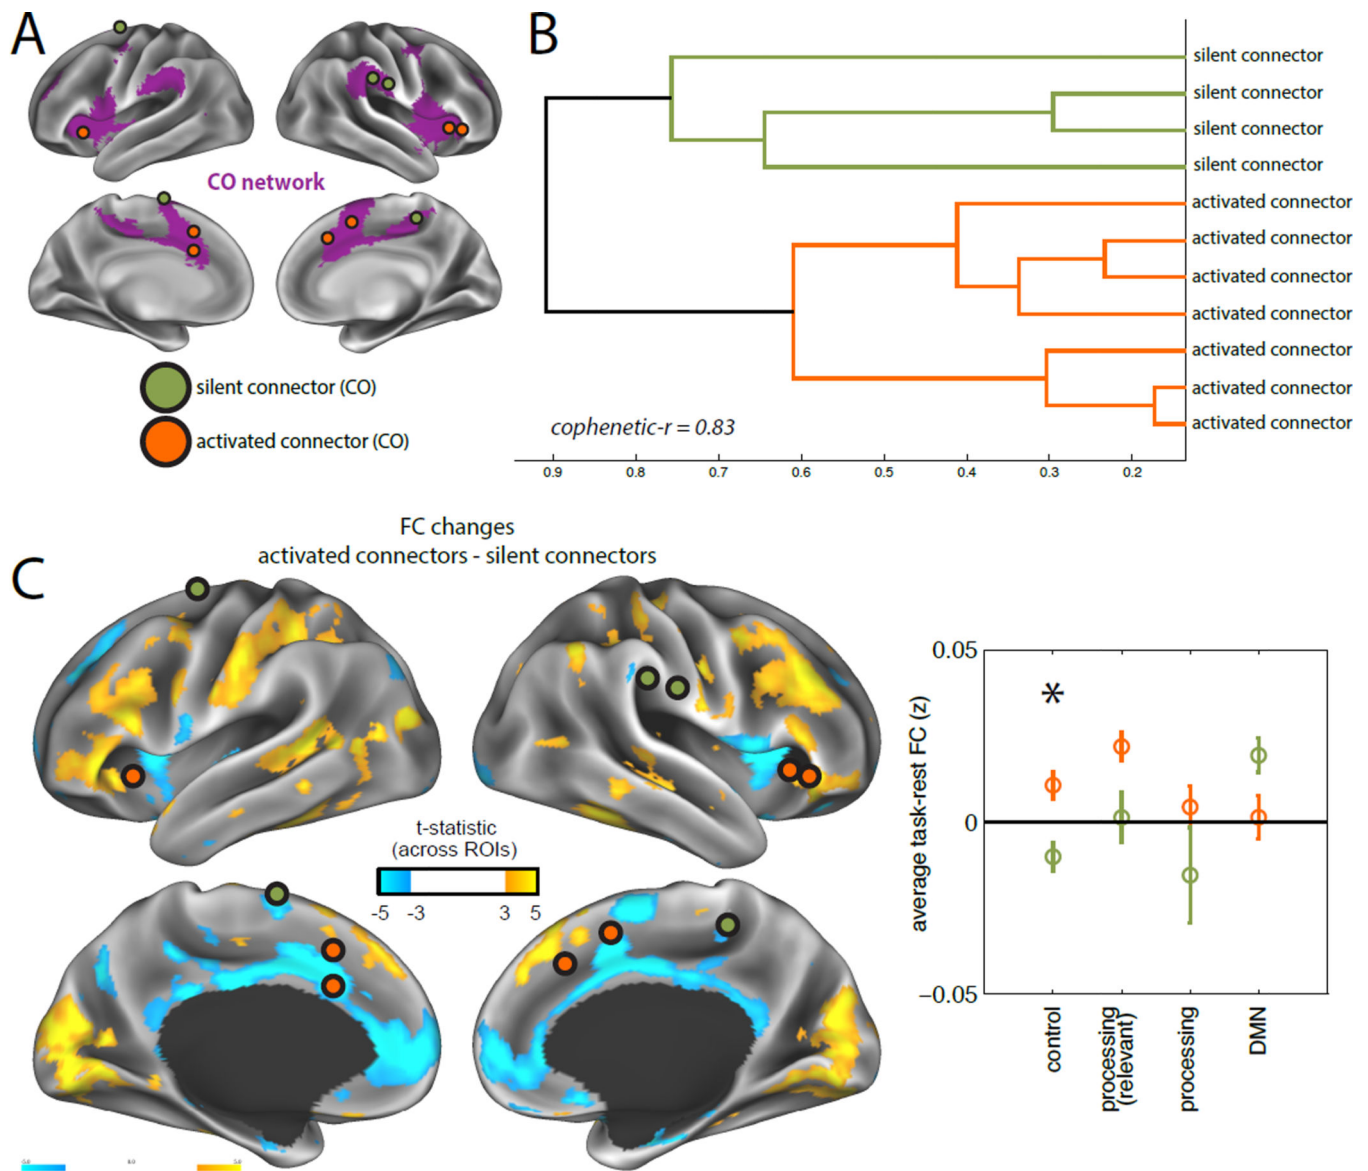 A
CO network
silent connector (CO)
activated connector (CO)
B
silent connector
silent connector
silent connector
silent connector
activated connector
activated connector
activated connector
activated connector
activated connector
activated connector
activated connector
cophenetic-r = 0.83
0.9 0.8 0.7 0.6 0.5 0.4 0.3 0.2
C
FC changes
activated connectors - silent connectors
t-statistic
(across ROIs)
-5 -3 3 5
average task-rest FC (z)
0.05
0
−0.05
*
control
processing
(relevant)
processing
DMN